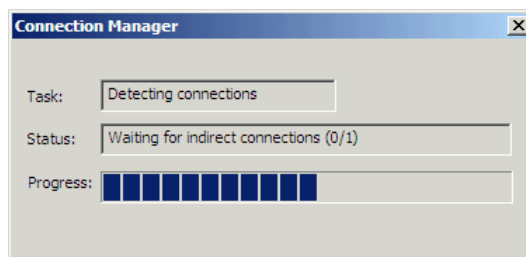 Connection Manager
Task: Detecting connections
Status: Waiting for indirect connections (0/1)
Progress: